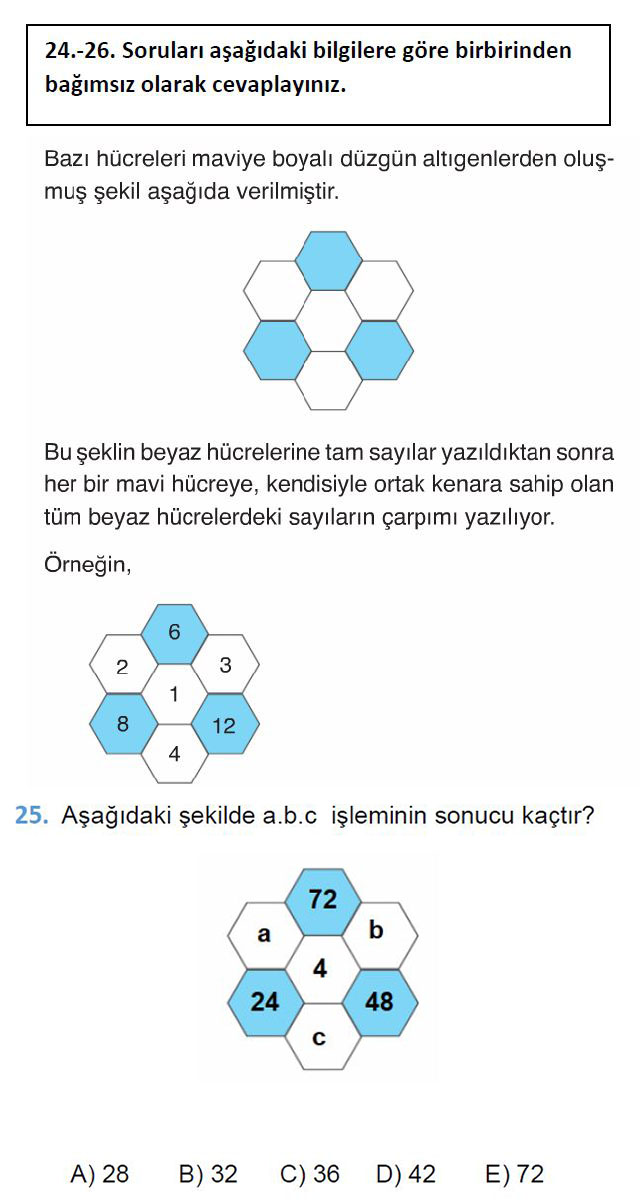 24.-26. Soruları aşağıdaki bilgilere göre birbirinden
bağımsız olarak cevaplayınız.
Bazı hücreleri maviye boyalı düzgün altıgenlerden oluş-
muş şekil aşağıda verilmiştir.
Bu şeklin beyaz hücrelerine tam sayılar yazıldıktan sonra
her bir mavi hücreye, kendisiyle ortak kenara sahip olan
tüm beyaz hücrelerdeki sayıların çarpımı yazılıyor.
Örneğin,
6
2 3
1
8 12
4
25. Aşağıdaki şekilde a.b.c işleminin sonucu kaçtır?
72
a b
4
24 48
c
A) 28 B) 32 C) 36 D) 42 E) 72